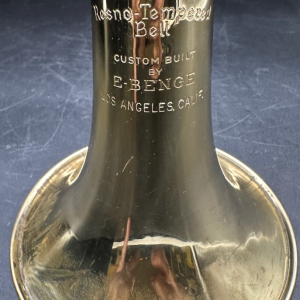 Resno-Tempered
Bell
CUSTOM BUILT
BY
E-BENGE
LOS ANGELES, CALIF.